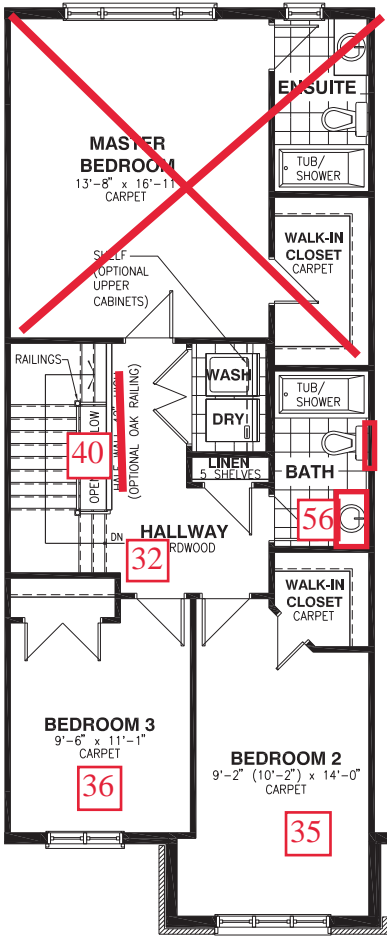 ENSUITE
MASTER
BEDROOM
13'-8" x 16'-11
CARPET
TUB/
SHOWER
WALK-IN
CLOSET
CARPET
SHELF
(OPTIONAL
UPPER
CABINETS)
RAILINGS
WASH
DRY
TUB/
SHOWER
(OPTIONAL OAK RAILING)
OPEN
LOW
40
LINEN
5 SHELVES
BATH
56
DN
HALLWAY
RDWOOD
32
WALK-IN
CLOSET
CARPET
BEDROOM 3
9'-6" x 11'-1"
CARPET
36
BEDROOM 2
9'-2" (10'-2") x 14'-0"
CARPET
35